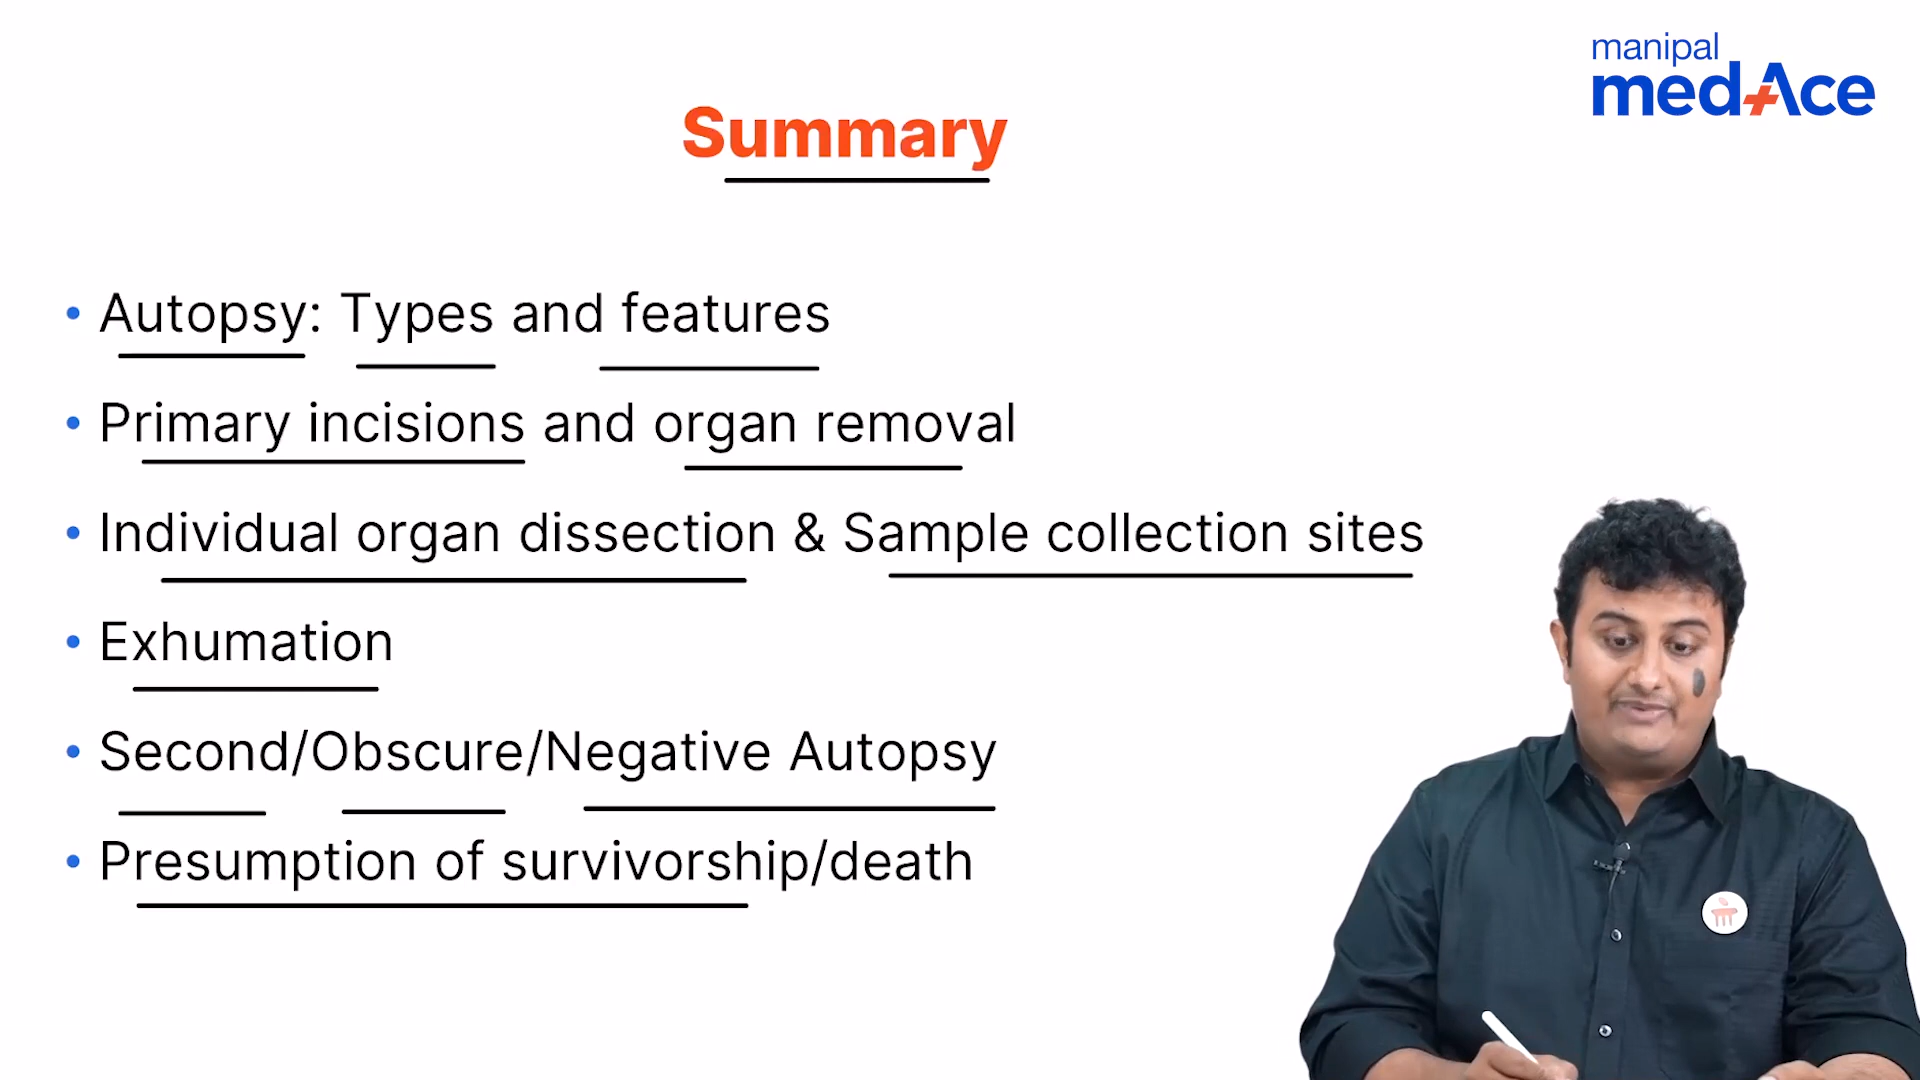 manipal
medAce
Summary
• Autopsy: Types and features
• Primary incisions and organ removal
• Individual organ dissection & Sample collection sites
• Exhumation
• Second/Obscure/Negative Autopsy
• Presumption of survivorship/death